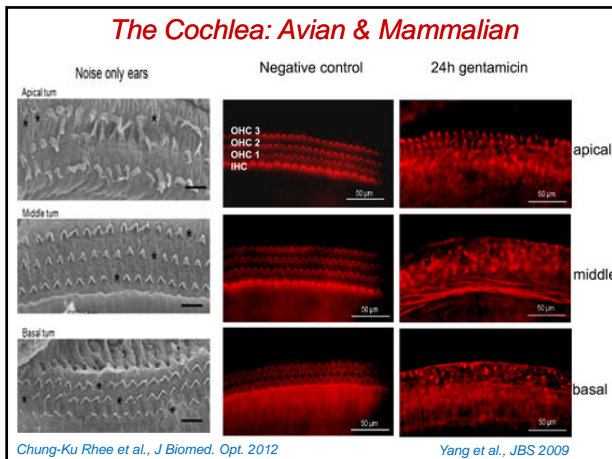 The Cochlea: Avian & Mammalian
Noise only ears
Negative control
24h gentamicin
Apical turn
OHC 3
OHC 2
OHC 1
IHC
50 μm
50 μm
apical
Middle turn
50 μm
50 μm
middle
Basal turn
50 μm
50 μm
basal
Chung-Ku Rhee et al., J Biomed. Opt. 2012
Yang et al., JBS 2009